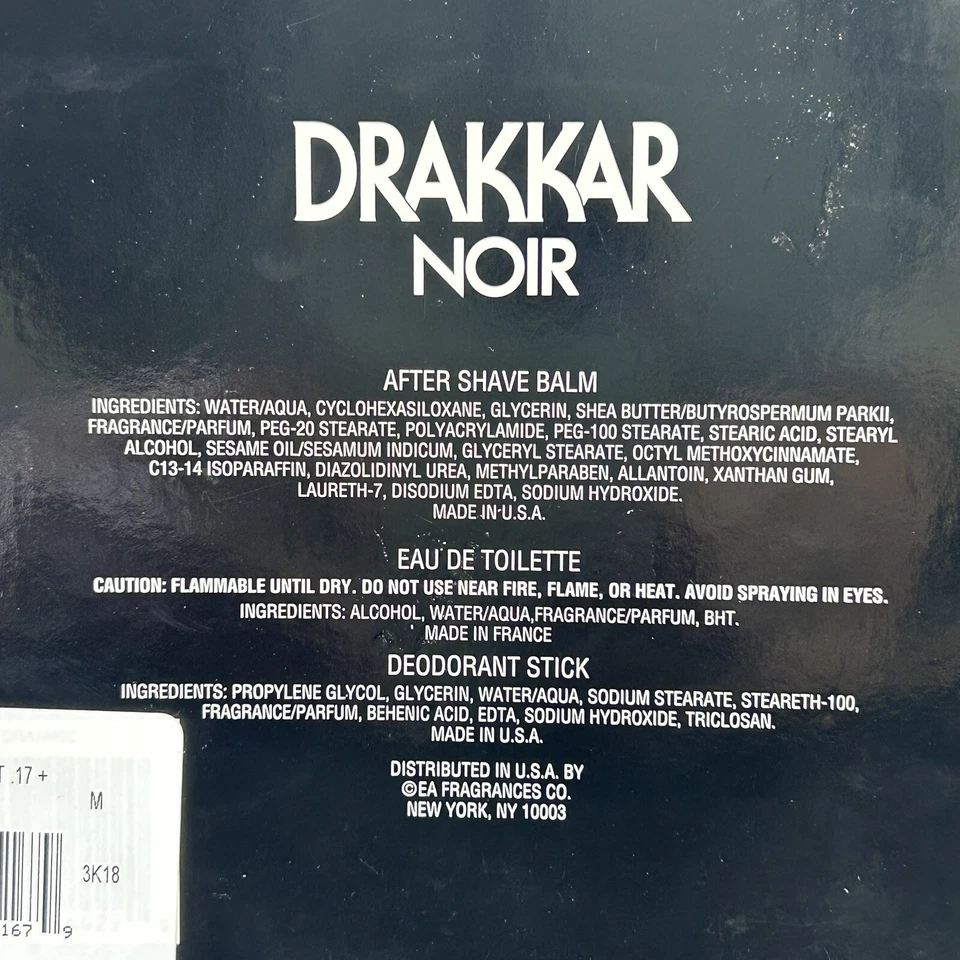 DRAKKAR
NOIR
AFTER SHAVE BALM
INGREDIENTS: WATER/AQUA, CYCLOHEXASILOXANE, GLYCERIN, SHEA BUTTER/BUTYROSPERMUM PARKII,
FRAGRANCE/PARFUM, PEG-20 STEARATE, POLYACRYLAMIDE, PEG-100 STEARATE, STEARIC ACID, STEARYL
ALCOHOL, SESAME OIL/SESAMUM INDICUM, GLYCERYL STEARATE, OCTYL METHOXYCINNAMATE,
C13-14 ISOPARAFFIN, DIAZOLIDINYL UREA, METHYLPARABEN, ALLANTOIN, XANTHAN GUM,
LAURETH-7, DISODIUM EDTA, SODIUM HYDROXIDE.
MADE IN U.S.A.
EAU DE TOILETTE
CAUTION: FLAMMABLE UNTIL DRY. DO NOT USE NEAR FIRE, FLAME, OR HEAT. AVOID SPRAYING IN EYES.
INGREDIENTS: ALCOHOL, WATER/AQUA,FRAGRANCE/PARFUM, BHT.
MADE IN FRANCE
DEODORANT STICK
INGREDIENTS: PROPYLENE GLYCOL, GLYCERIN, WATER/AQUA, SODIUM STEARATE, STEARETH-100,
FRAGRANCE/PARFUM, BEHENIC ACID, EDTA, SODIUM HYDROXIDE, TRICLOSAN.
MADE IN U.S.A.
DISTRIBUTED IN U.S.A. BY
©EA FRAGRANCES CO.
NEW YORK, NY 10003
T .17 +
M
3K18
167 9